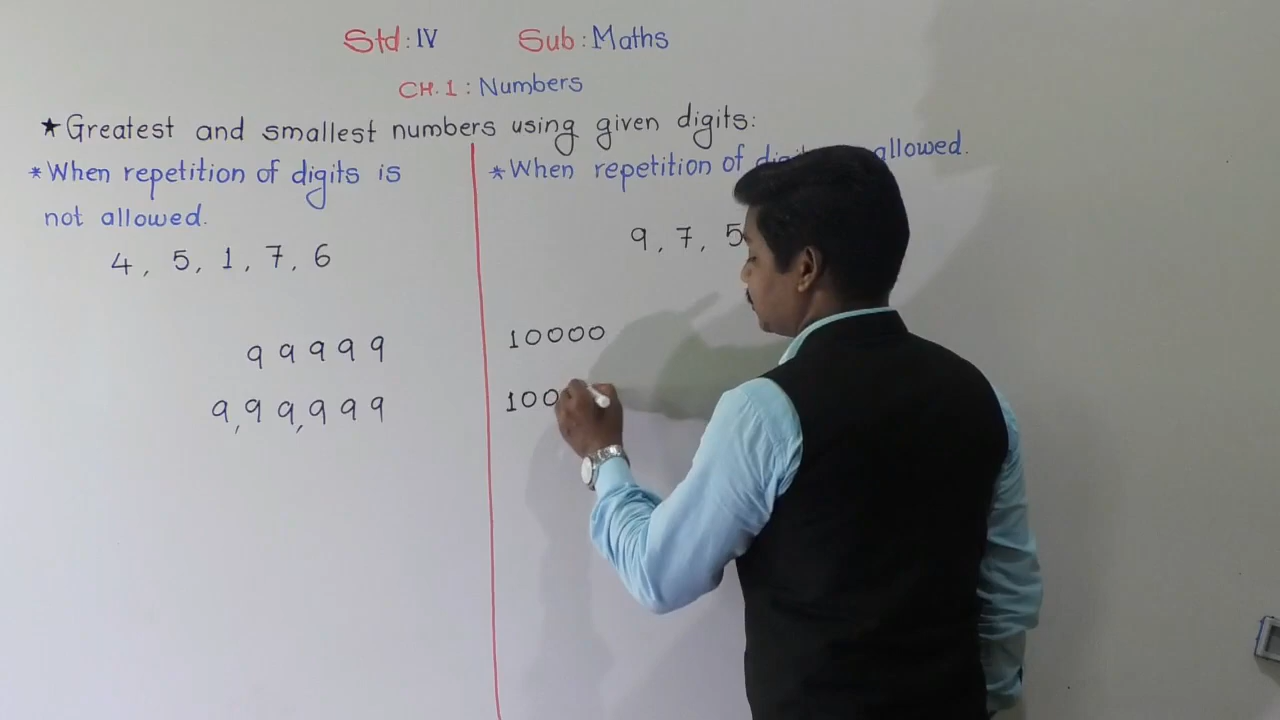 Std : IV Sub : Maths
CH. 1 : Numbers
★ Greatest and smallest numbers using given digits:
* When repetition of digits is
not allowed.
4, 5, 1, 7, 6
9 9 9 9 9
9,9 9,9 9 9
* When repetition of allowed.
9, 7, 5
10000
100